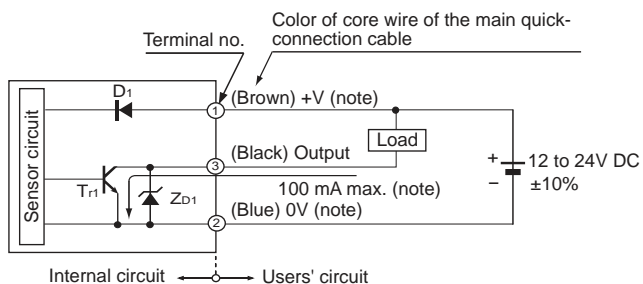 Color of core wire of the main quick-
connection cable
Terminal no.
D1
1
(Brown) +V (note)
Load
Sensor circuit
3
(Black) Output
+
12 to 24V DC
−
±10%
Tr1
ZD1
100 mA max. (note)
2
(Blue) 0V (note)
Internal circuit
Users' circuit